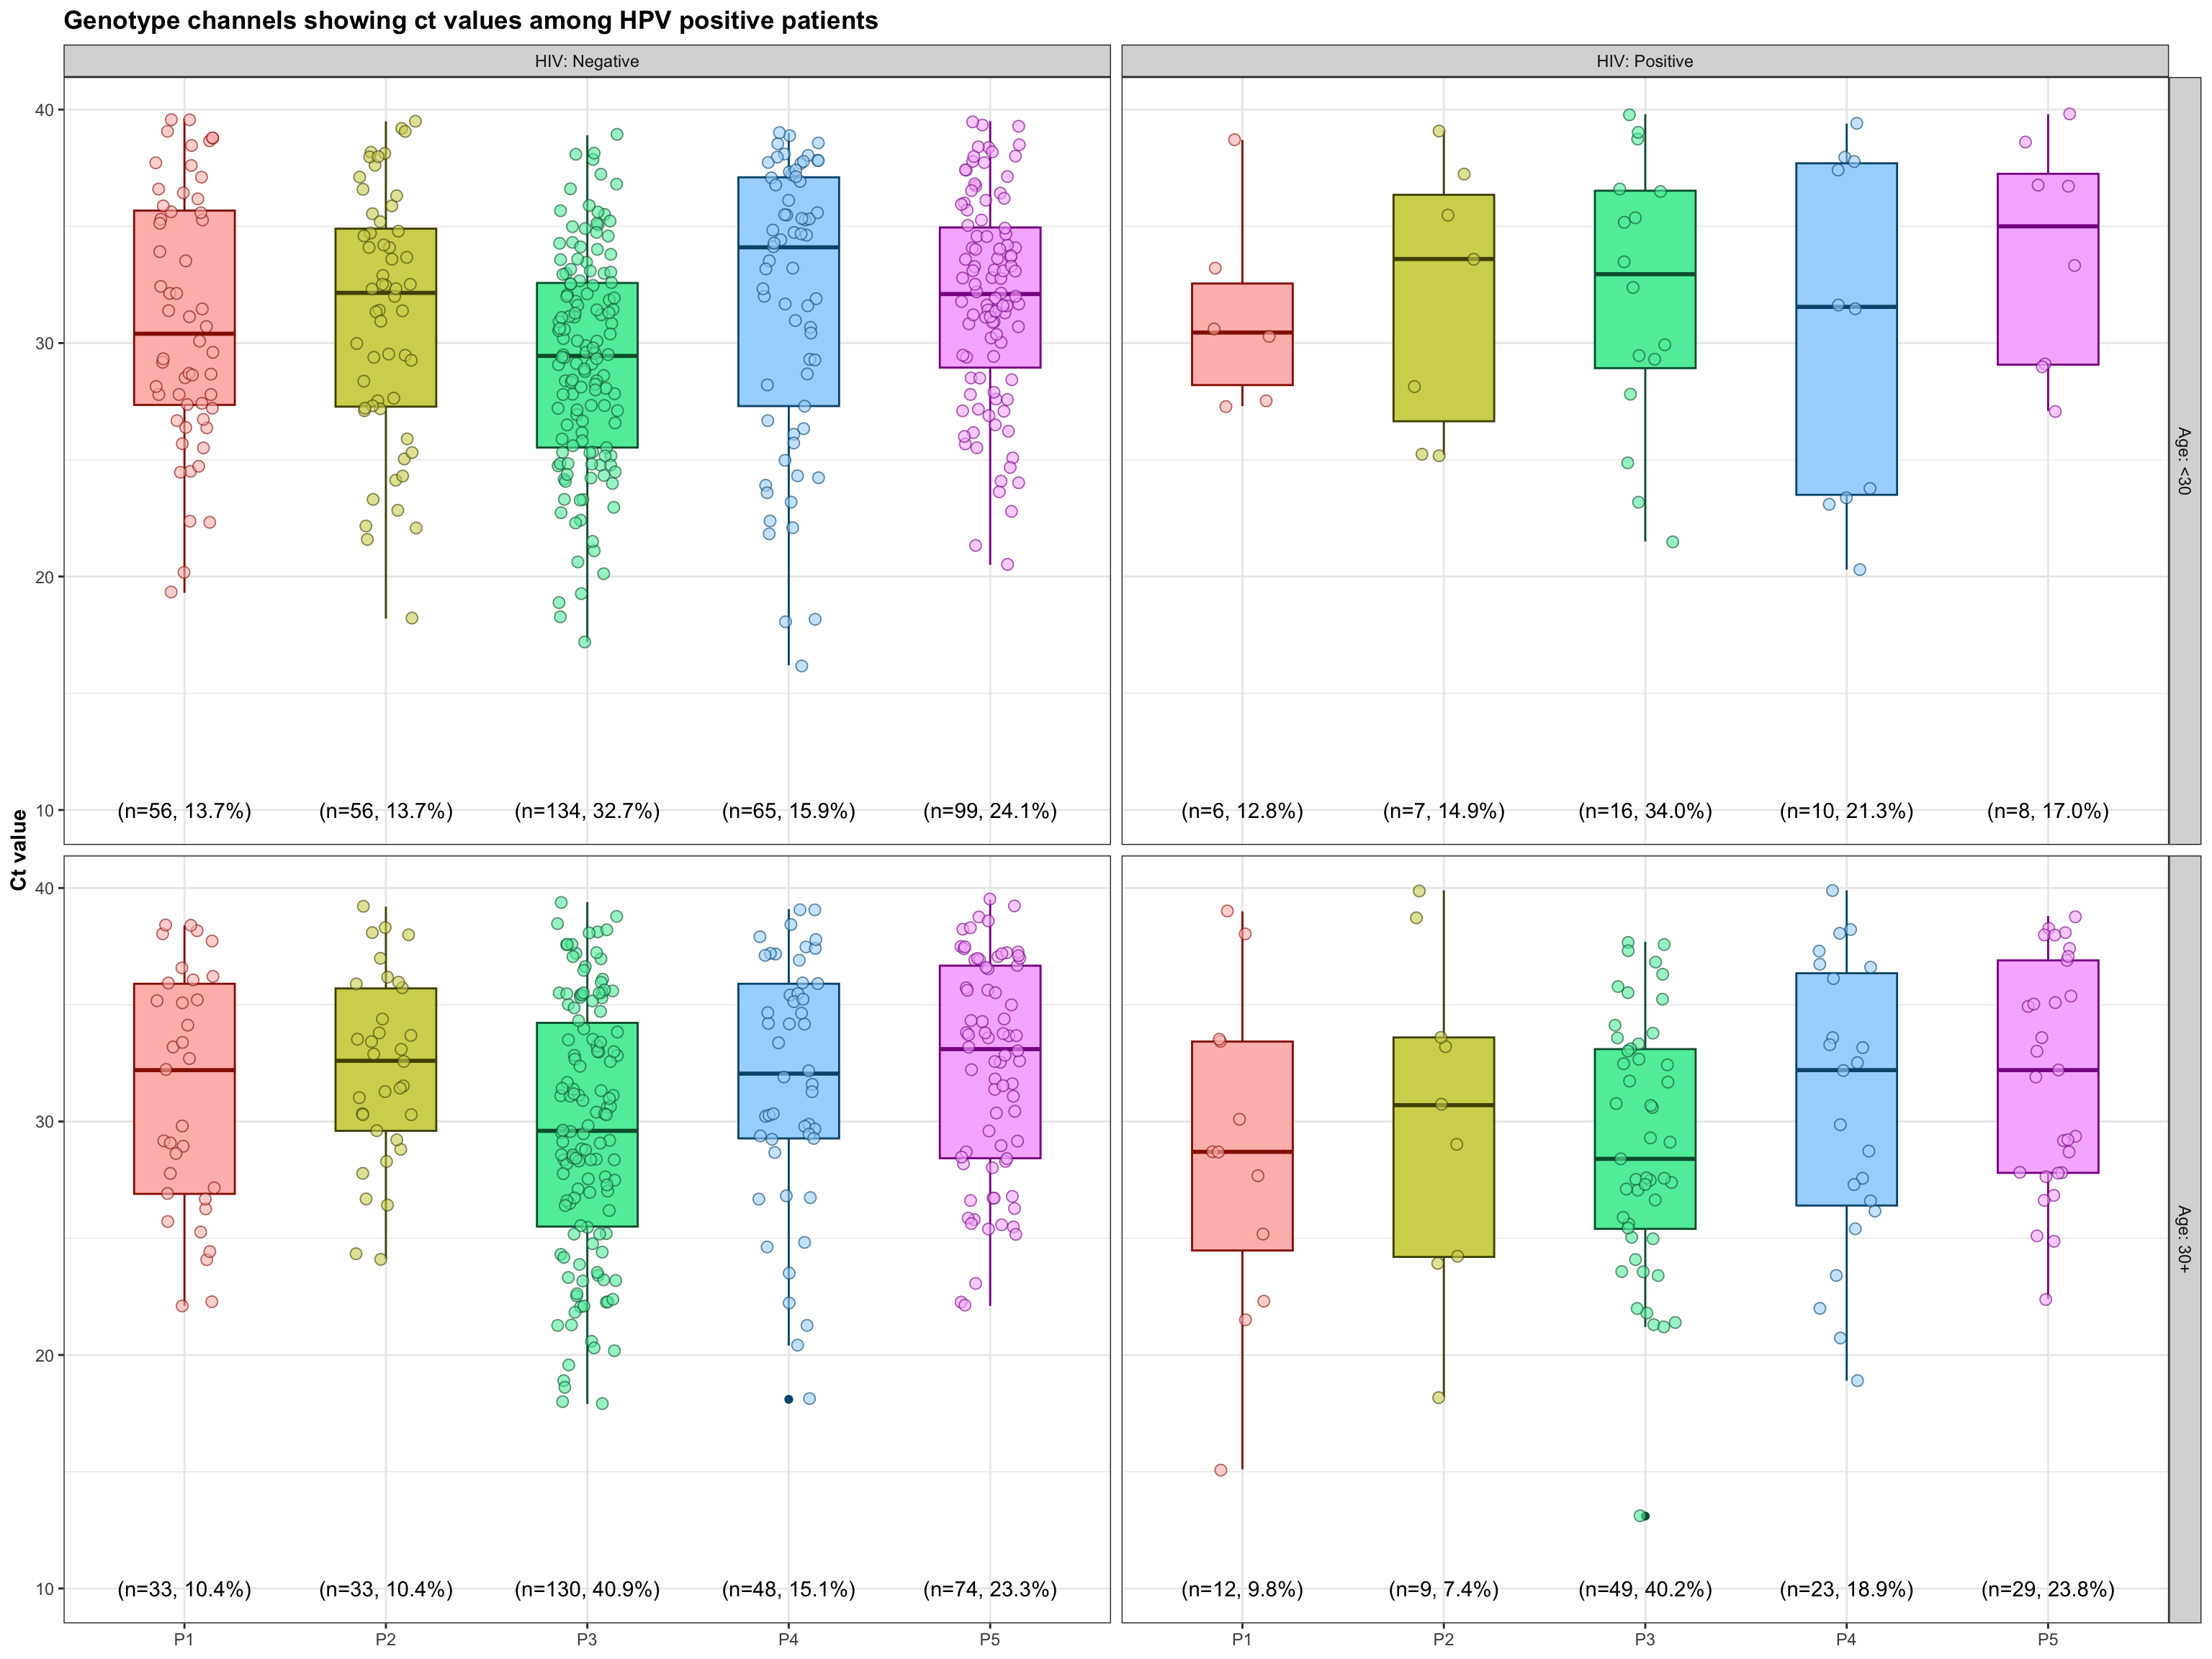 Genotype channels showing ct values among HPV positive patients
HIV: Negative
HIV: Positive
40
30
20
10
(n=56, 13.7%)
(n=56, 13.7%)
(n=134, 32.7%)
(n=65, 15.9%)
(n=99, 24.1%)
(n=6, 12.8%)
(n=7, 14.9%)
(n=16, 34.0%)
(n=10, 21.3%)
(n=8, 17.0%)
Age: <30
Ct value
40
30
20
10
(n=33, 10.4%)
(n=33, 10.4%)
(n=130, 40.9%)
(n=48, 15.1%)
(n=74, 23.3%)
(n=12, 9.8%)
(n=9, 7.4%)
(n=49, 40.2%)
(n=23, 18.9%)
(n=29, 23.8%)
Age: 30+
P1
P2
P3
P4
P5
P1
P2
P3
P4
P5